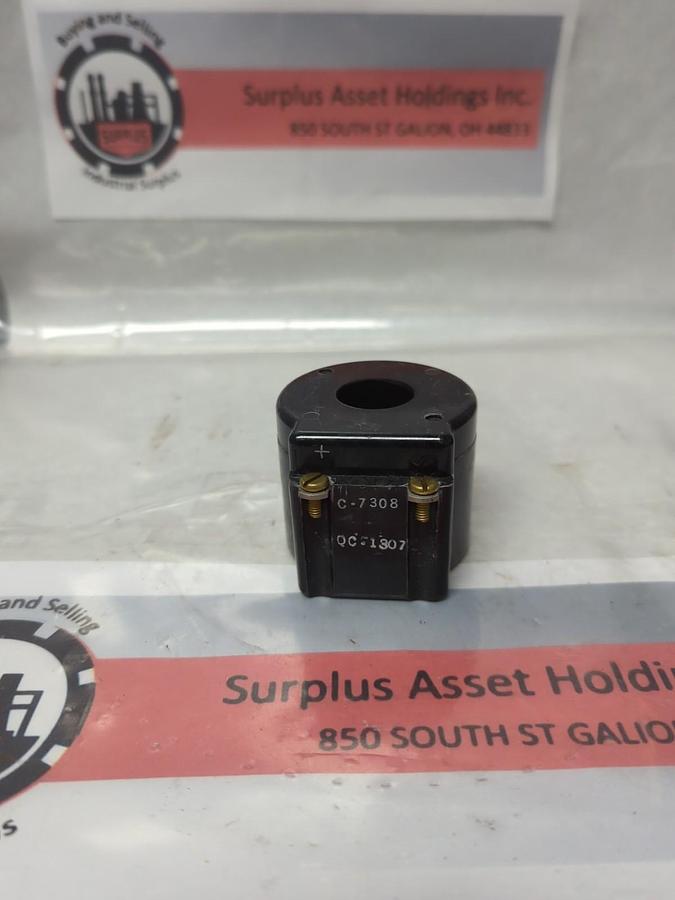 Buying and Selling
SURPLUS
Industrial Surplus
Surplus Asset Holdings Inc.
850 SOUTH ST GALION, OH 44833
+
C-7308
QC-1307
and Selling
Surplus Asset Holdin
850 SOUTH ST GALIO